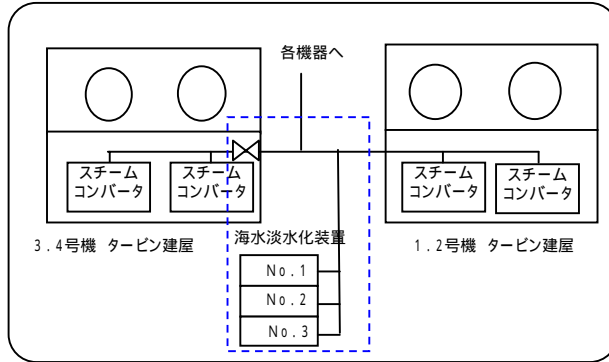 各機器へ
スチーム
コンバータ
スチーム
コンバータ
スチーム
コンバータ
スチーム
コンバータ
3.4号機 タービン建屋
海水淡水化装置
1.2号機 タービン建屋
No.1
No.2
No.3